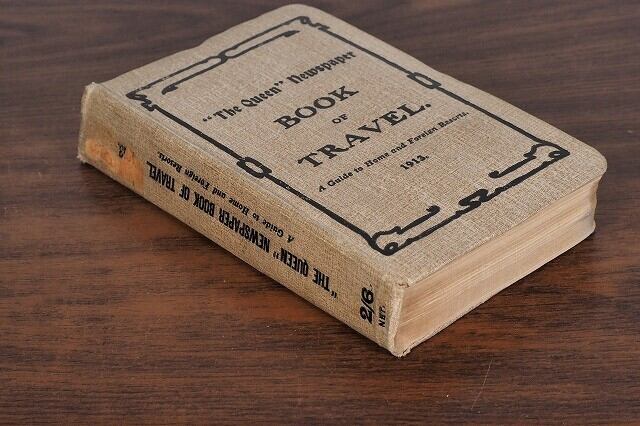 "The Queen" Newspaper
BOOK
OF
TRAVEL.
A Guide to Home and Foreign Resorts.
1913.
"THE QUEEN" NEWSPAPER BOOK OF TRAVEL.
A Guide to Home and Foreign Resorts.
2/6.
NET.